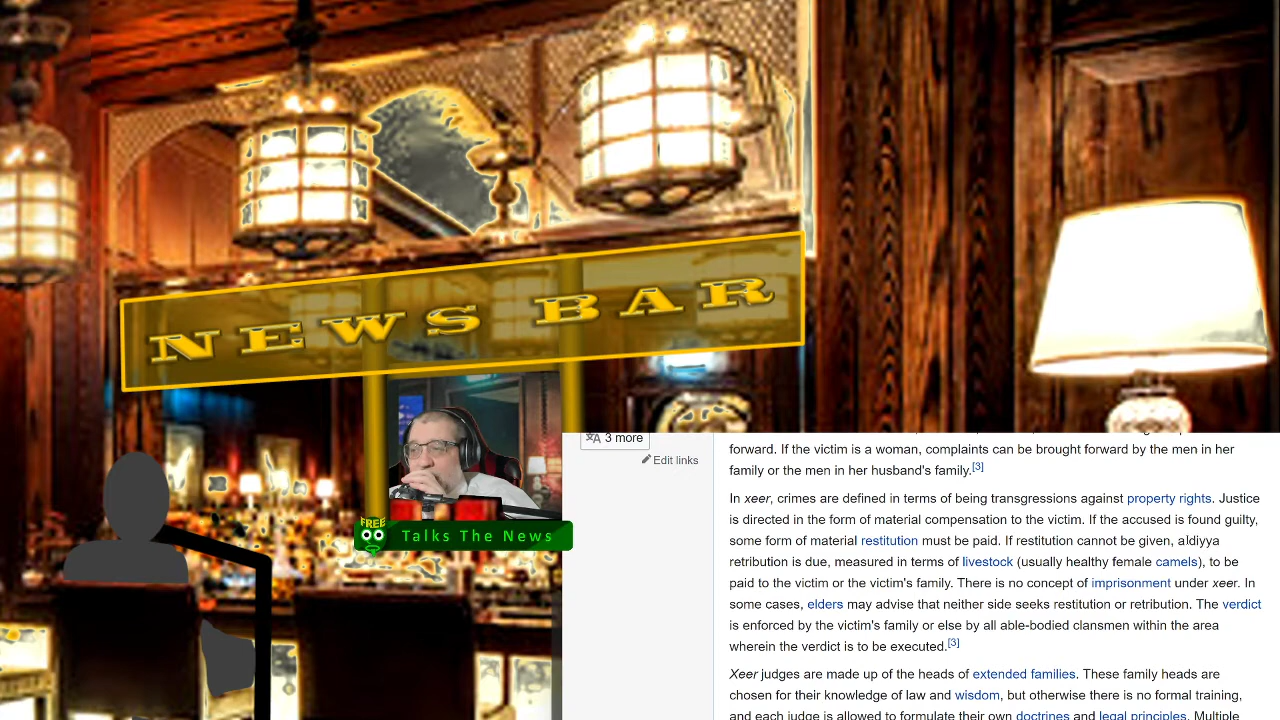 NEWS BAR
FREE
Talks The News
3 more
Edit links
forward. If the victim is a woman, complaints can be brought forward by the men in her
family or the men in her husband's family.[3]
In xeer, crimes are defined in terms of being transgressions against property rights. Justice
is directed in the form of material compensation to the victim. If the accused is found guilty,
some form of material restitution must be paid. If restitution cannot be given, aldiyya
retribution is due, measured in terms of livestock (usually healthy female camels), to be
paid to the victim or the victim's family. There is no concept of imprisonment under xeer. In
some cases, elders may advise that neither side seeks restitution or retribution. The verdict
is enforced by the victim's family or else by all able-bodied clansmen within the area
wherein the verdict is to be executed.[3]
Xeer judges are made up of the heads of extended families. These family heads are
chosen for their knowledge of law and wisdom, but otherwise there is no formal training,
and each judge is allowed to formulate their own doctrines and legal principles. Multiple